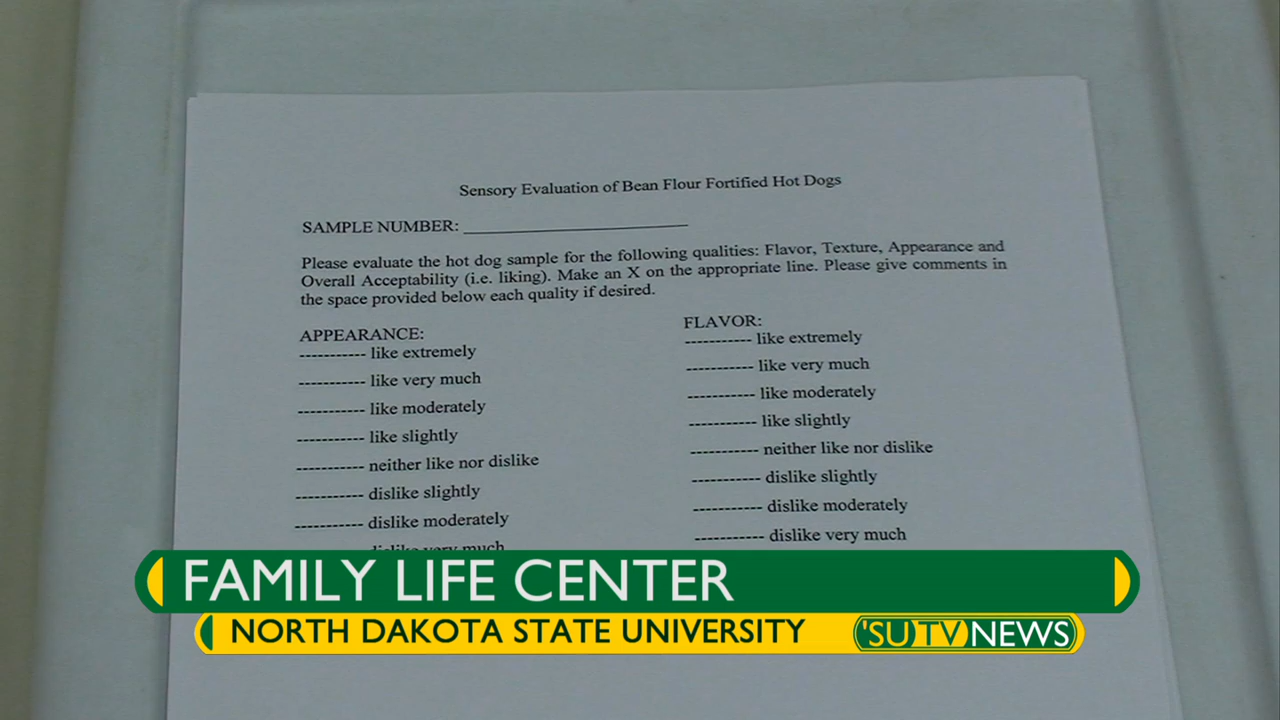 Sensory Evaluation of Bean Flour Fortified Hot Dogs
SAMPLE NUMBER: ____________________
Please evaluate the hot dog sample for the following qualities: Flavor, Texture, Appearance and
Overall Acceptability (i.e. liking). Make an X on the appropriate line. Please give comments in
the space provided below each quality if desired.
APPEARANCE:
----------- like extremely
----------- like very much
----------- like moderately
----------- like slightly
----------- neither like nor dislike
----------- dislike slightly
----------- dislike moderately
dislike very much
FLAVOR:
----------- like extremely
----------- like very much
----------- like moderately
----------- like slightly
----------- neither like nor dislike
----------- dislike slightly
----------- dislike moderately
----------- dislike very much
FAMILY LIFE CENTER
NORTH DAKOTA STATE UNIVERSITY
'SUTV NEWS